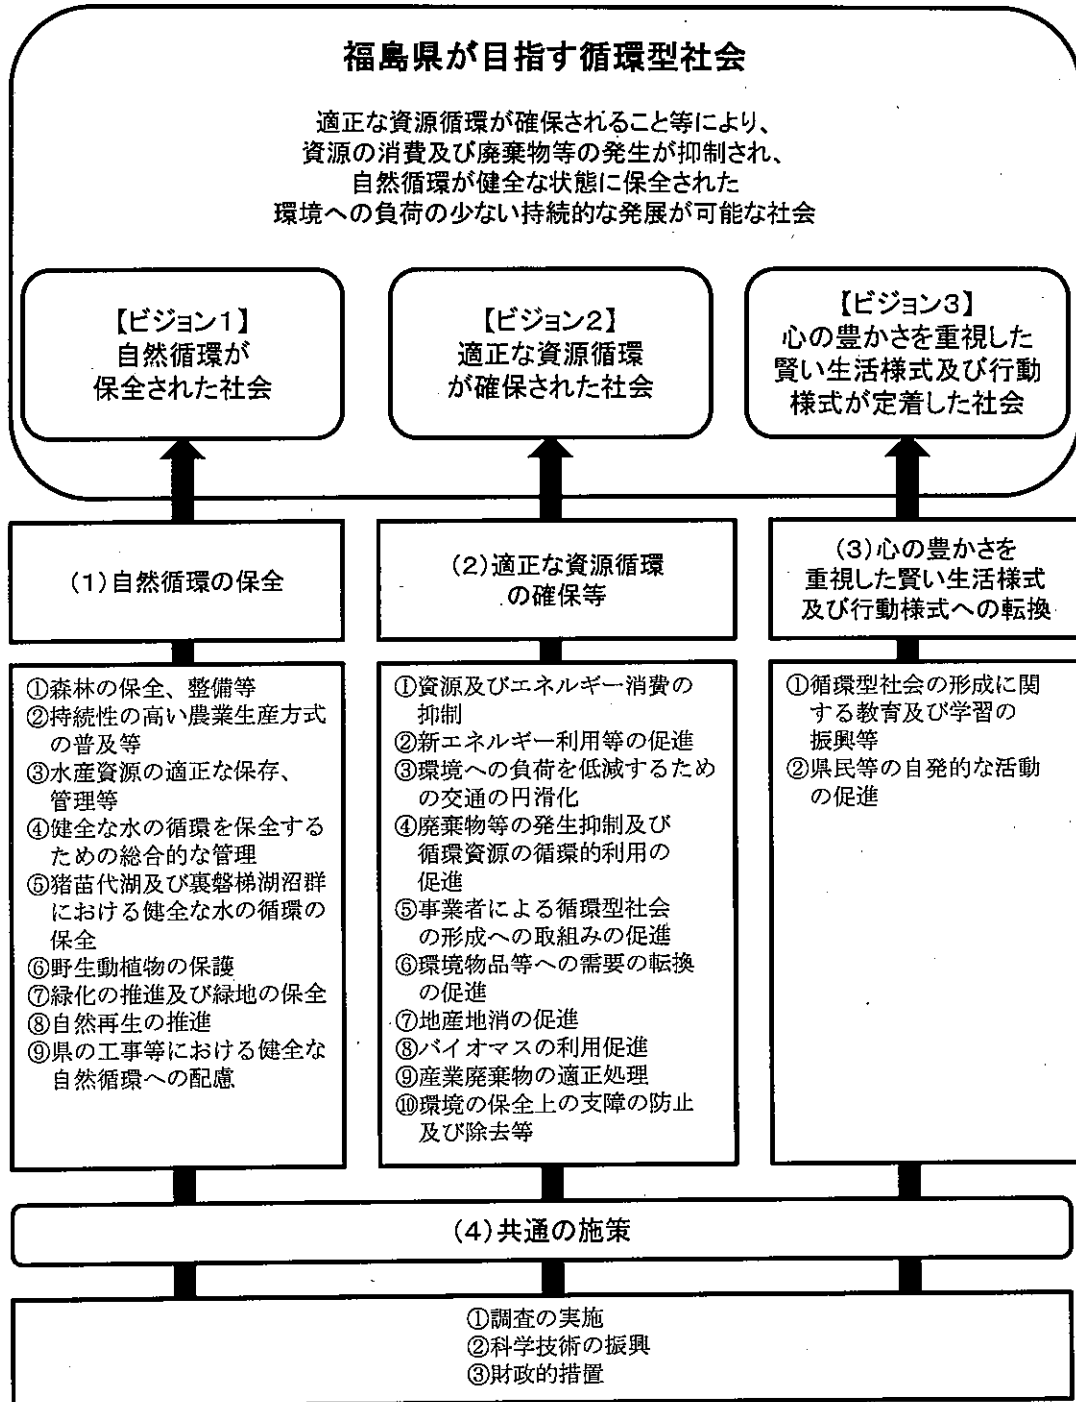 福島県が目指す循環型社会
適正な資源循環が確保されること等により、
資源の消費及び廃棄物等の発生が抑制され、
自然循環が健全な状態に保全された
環境への負荷の少ない持続的な発展が可能な社会
【ビジョン1】
自然循環が
保全された社会
【ビジョン2】
適正な資源循環
が確保された社会
【ビジョン3】
心の豊かさを重視した
賢い生活様式及び行動
様式が定着した社会
(1)自然循環の保全
(2)適正な資源循環
の確保等
(3)心の豊かさを
重視した賢い生活様式
及び行動様式への転換
①森林の保全、整備等
②持続性の高い農業生産方式
の普及等
③水産資源の適正な保存、
管理等
④健全な水の循環を保全する
ための総合的な管理
⑤猪苗代湖及び裏磐梯湖沼群
における健全な水の循環の
保全
⑥野生動植物の保護
⑦緑化の推進及び緑地の保全
⑧自然再生の推進
⑨県の工事等における健全な
自然循環への配慮
①資源及びエネルギー消費の
抑制
②新エネルギー利用等の促進
③環境への負荷を低減するため
の交通の円滑化
④廃棄物等の発生抑制及び
循環資源の循環的利用の
促進
⑤事業者による循環型社会
の形成への取組みの促進
⑥環境物品等への需要の転換
の促進
⑦地産地消の促進
⑧バイオマスの利用促進
⑨産業廃棄物の適正処理
⑩環境の保全上の支障の防止
及び除去等
①循環型社会の形成に関
する教育及び学習の
振興等
②県民等の自発的な活動
の促進
(4)共通の施策
①調査の実施
②科学技術の振興
③財政的措置